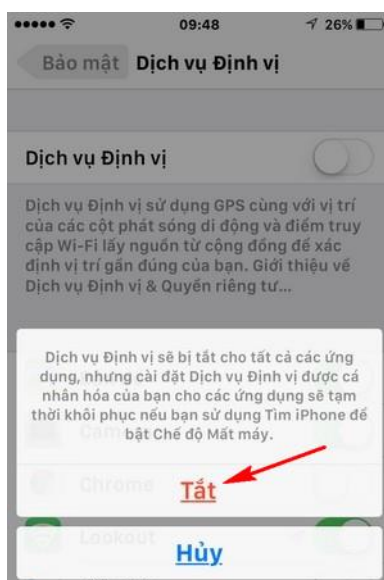 09:48
26%
Bảo mật Dịch vụ Định vị
Dịch vụ Định vị
Dịch vụ Định vị sử dụng GPS cùng với vị trí
của các cột phát sóng di động và điểm truy
cập Wi-Fi lấy nguồn từ cộng đồng để xác
định vị trí gần đúng của bạn. Giới thiệu về
Dịch vụ Định vị & Quyền riêng tư...
Dịch vụ Định vị sẽ bị tắt cho tất cả các ứng
dụng, nhưng cài đặt Dịch vụ Định vị được cá
nhân hóa của bạn cho các ứng dụng sẽ tạm
thời khôi phục nếu bạn sử dụng Tìm iPhone để
bật Chế độ Mất máy.
Chrome
Tắt
Lookout
Hủy